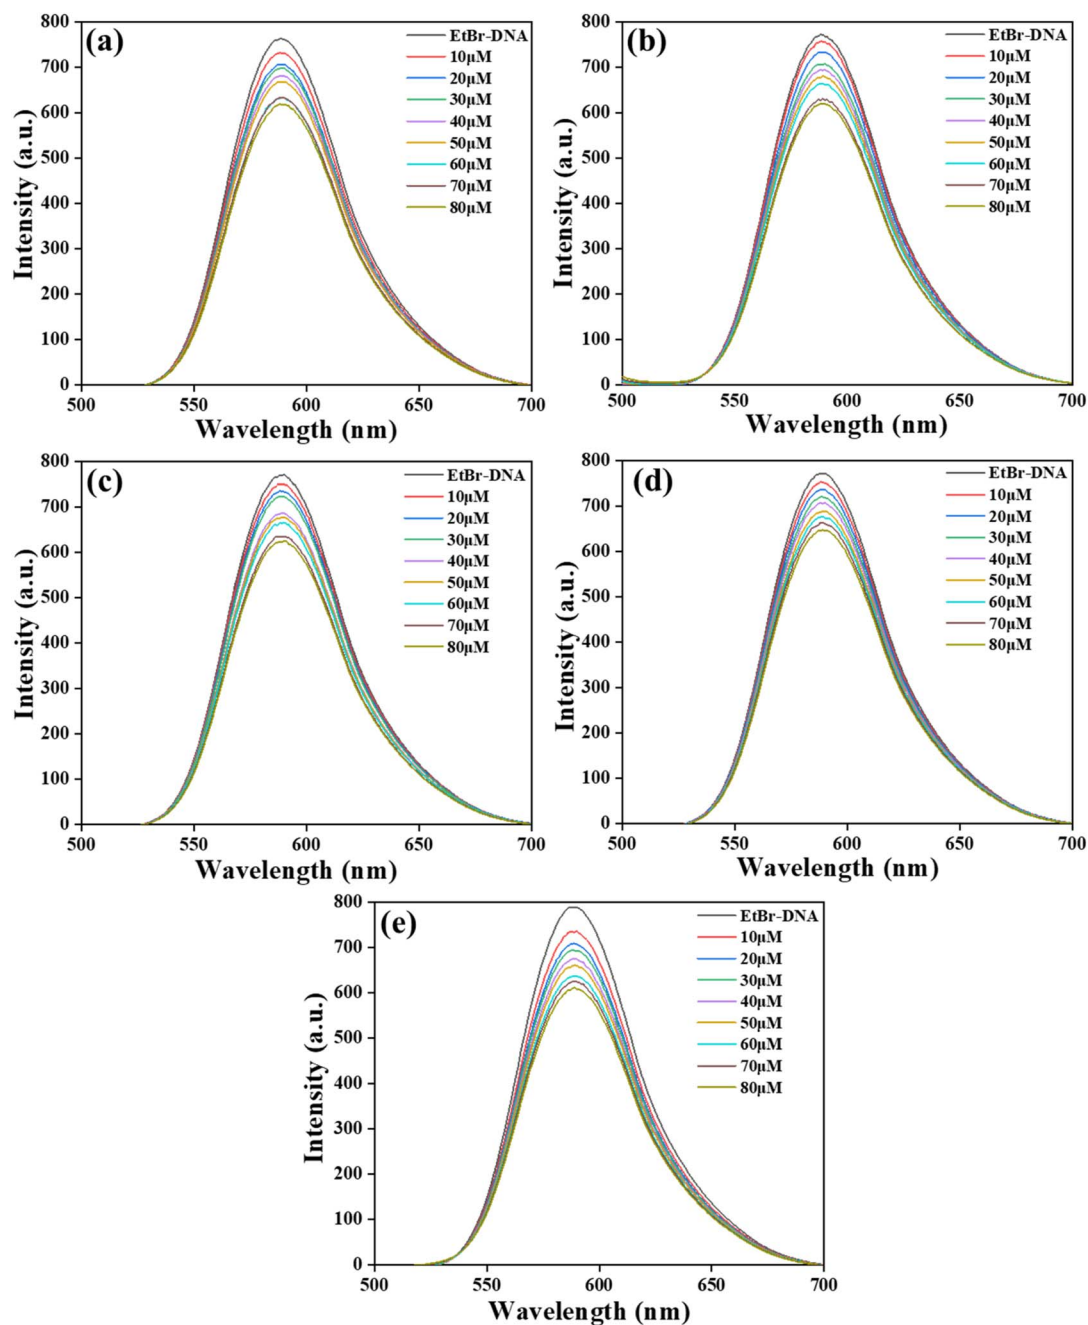 (a)
800
700
600
500
400
300
200
100
0
Intensity (a.u.)
500 550 600 650 700
Wavelength (nm)
EtBr-DNA
10μM
20μM
30μM
40μM
50μM
60μM
70μM
80μM
(b)
800
700
600
500
400
300
200
100
0
Intensity (a.u.)
500 550 600 650 700
Wavelength (nm)
EtBr-DNA
10μM
20μM
30μM
40μM
50μM
60μM
70μM
80μM
(c)
800
700
600
500
400
300
200
100
0
Intensity (a.u.)
500 550 600 650 700
Wavelength (nm)
EtBr-DNA
10μM
20μM
30μM
40μM
50μM
60μM
70μM
80μM
(d)
800
700
600
500
400
300
200
100
0
Intensity (a.u.)
500 550 600 650 700
Wavelength (nm)
EtBr-DNA
10μM
20μM
30μM
40μM
50μM
60μM
70μM
80μM
(e)
800
700
600
500
400
300
200
100
0
Intensity (a.u.)
500 550 600 650 700
Wavelength (nm)
EtBr-DNA
10μM
20μM
30μM
40μM
50μM
60μM
70μM
80μM